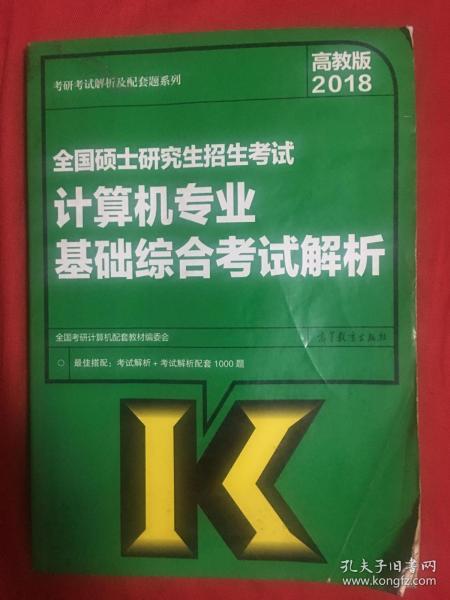 考研考试解析及配套题系列
高教版
2018
全国硕士研究生招生考试
计算机专业
基础综合考试解析
全国考研计算机配套教材编委会
高等教育出版社
○ 最佳搭配：考试解析+考试解析配套1000题
K
孔夫子旧书网
www.kongfz.com